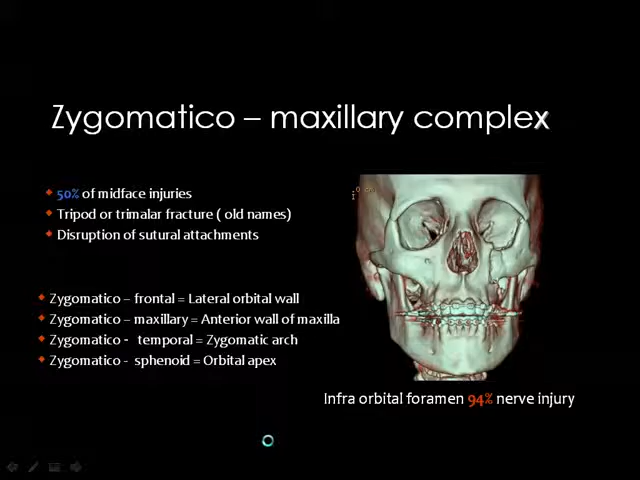 Zygomatico – maxillary complex
50% of midface injuries
Tripod or trimalar fracture ( old names)
Disruption of sutural attachments
Zygomatico – frontal = Lateral orbital wall
Zygomatico – maxillary = Anterior wall of maxilla
Zygomatico - temporal = Zygomatic arch
Zygomatico - sphenoid = Orbital apex
Infra orbital foramen 94% nerve injury